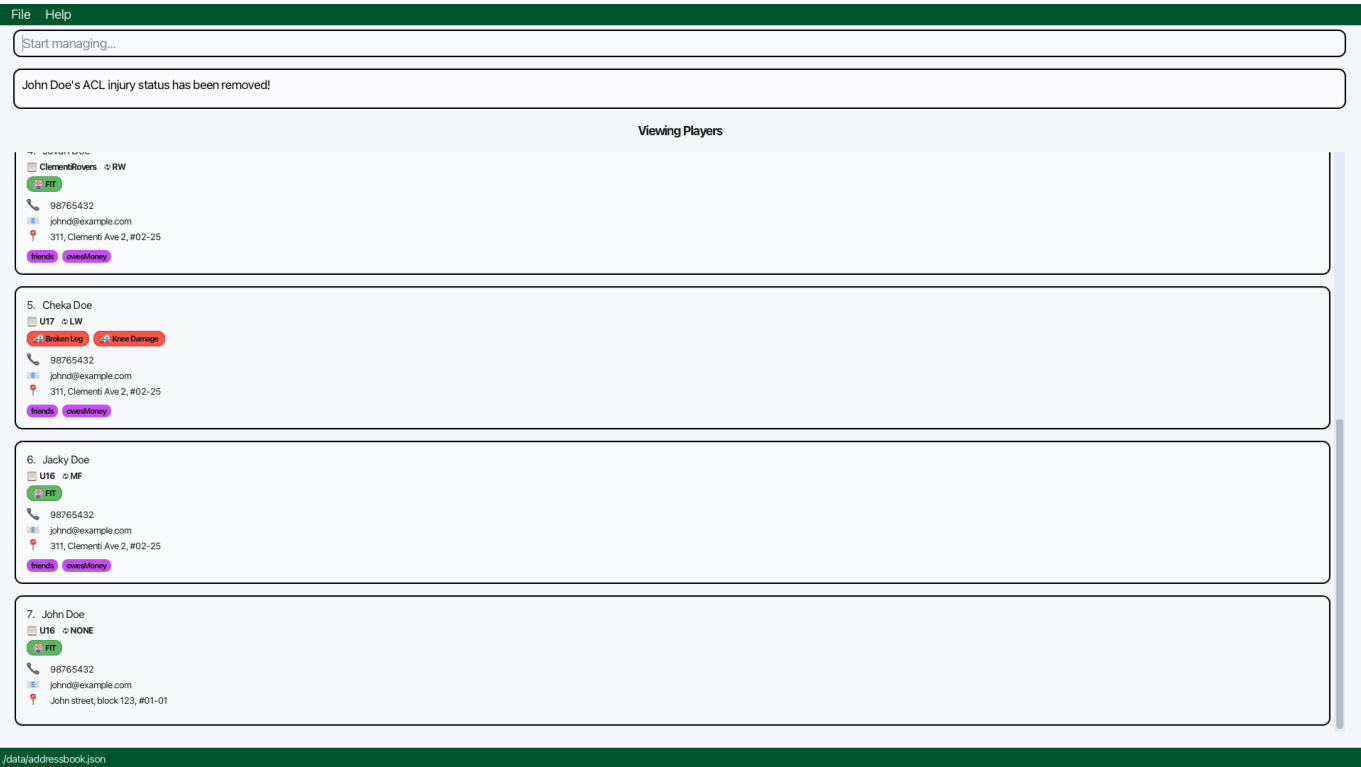 File Help
Start managing...
John Doe's ACL injury status has been removed!
Viewing Players
4. Jovan Doe
ClementiRovers RW
FIT
98765432
johnd@example.com
311, Clementi Ave 2, #02-25
friends owesMoney
5. Cheka Doe
U17 LW
Broken Leg Knee Damage
98765432
johnd@example.com
311, Clementi Ave 2, #02-25
friends owesMoney
6. Jacky Doe
U16 MF
FIT
98765432
johnd@example.com
311, Clementi Ave 2, #02-25
friends owesMoney
7. John Doe
U16 NONE
FIT
98765432
johnd@example.com
John street, block 123, #01-01
./data/addressbook.json